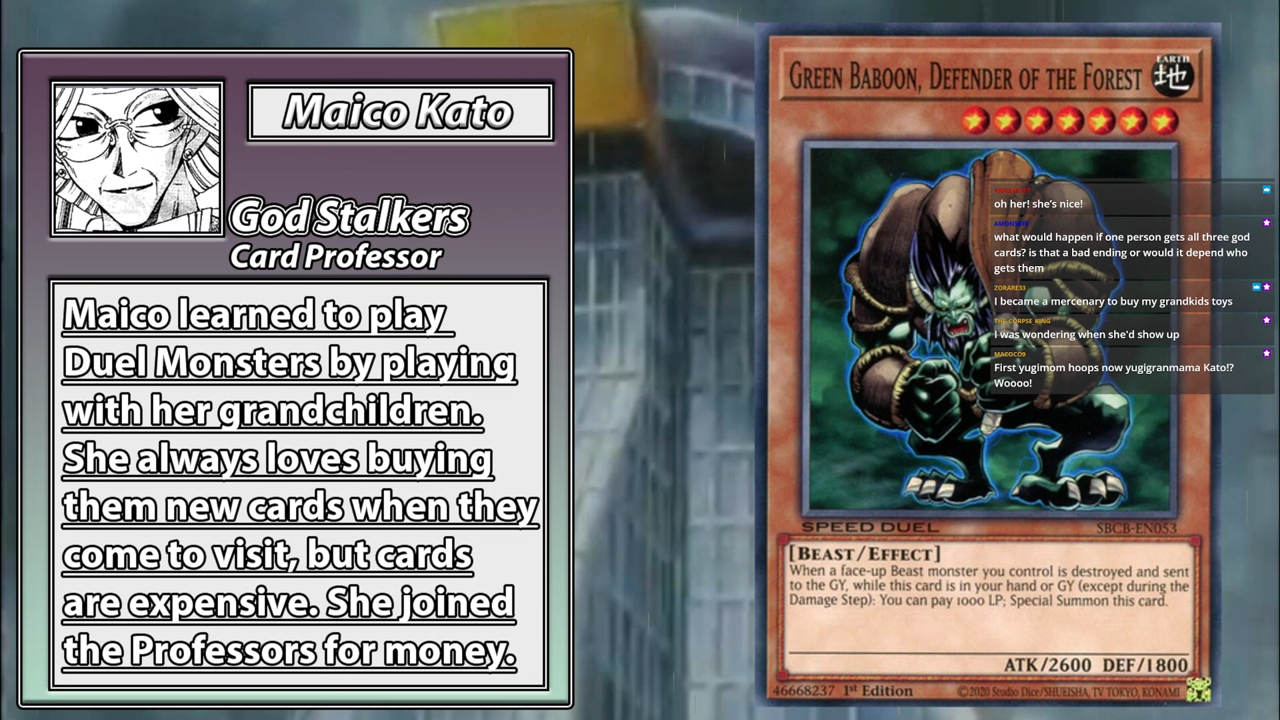 Maico Kato
God Stalkers
Card Professor
Maico learned to play
Duel Monsters by playing
with her grandchildren.
She always loves buying
them new cards when they
come to visit, but cards
are expensive. She joined
the Professors for money.
GREEN BABOON, DEFENDER OF THE FOREST
EARTH
地
oh her! she's nice!
what would happen if one person gets all three god
cards? is that a bad ending or would it depend who
gets them
ZORARE33
I became a mercenary to buy my grandkids toys
THE CORPSE KING
I was wondering when she'd show up
MACOCO9
First yugimom hoops now yugigranmama Kato!?
Woooo!
SPEED DUEL
SBCB-EN053
[BEAST/EFFECT]
When a face-up Beast monster you control is destroyed and sent
to the GY, while this card is in your hand or GY (except during the
Damage Step): You can pay 1000 LP; Special Summon this card.
ATK/2600 DEF/1800
46668237 1st Edition
©2020 Studio Dice/SHUEISHA, TV TOKYO, KONAMI